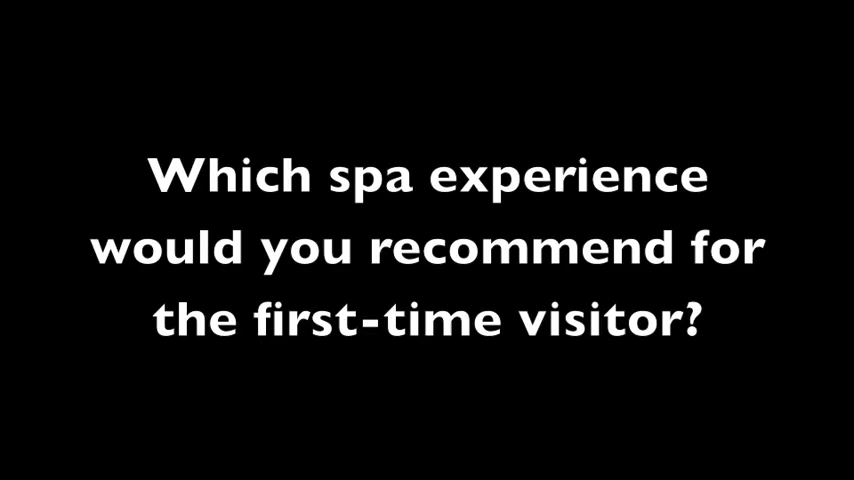 Which spa experience
would you recommend for
the first-time visitor?